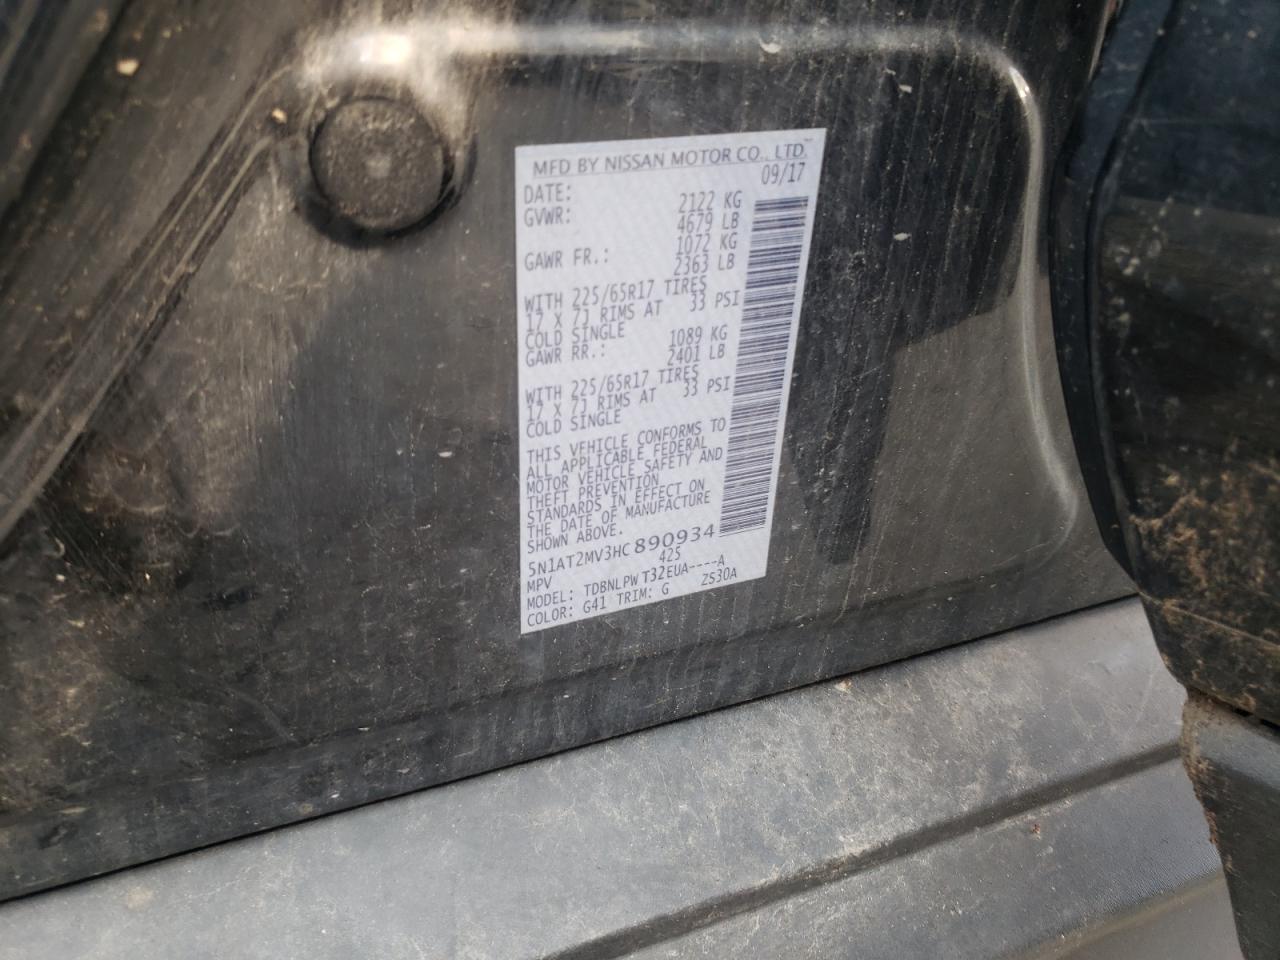 MFD BY NISSAN MOTOR CO., LTD.
DATE: 09/17
GVWR: 2122 KG
4679 LB
GAWR FR.: 1072 KG
2363 LB
WITH 225/65R17 TIRES
17 X 7J RIMS AT 33 PSI
COLD SINGLE
GAWR RR.: 1089 KG
2401 LB
WITH 225/65R17 TIRES
17 X 7J RIMS AT 33 PSI
COLD SINGLE
THIS VEHICLE CONFORMS TO
ALL APPLICABLE FEDERAL
MOTOR VEHICLE SAFETY AND
THEFT PREVENTION
STANDARDS IN EFFECT ON
THE DATE OF MANUFACTURE
SHOWN ABOVE.
5N1AT2MV3HC890934
MPV 425
MODEL: TDBNLPW T32EUA----A
COLOR: G41 TRIM: G ZS30A